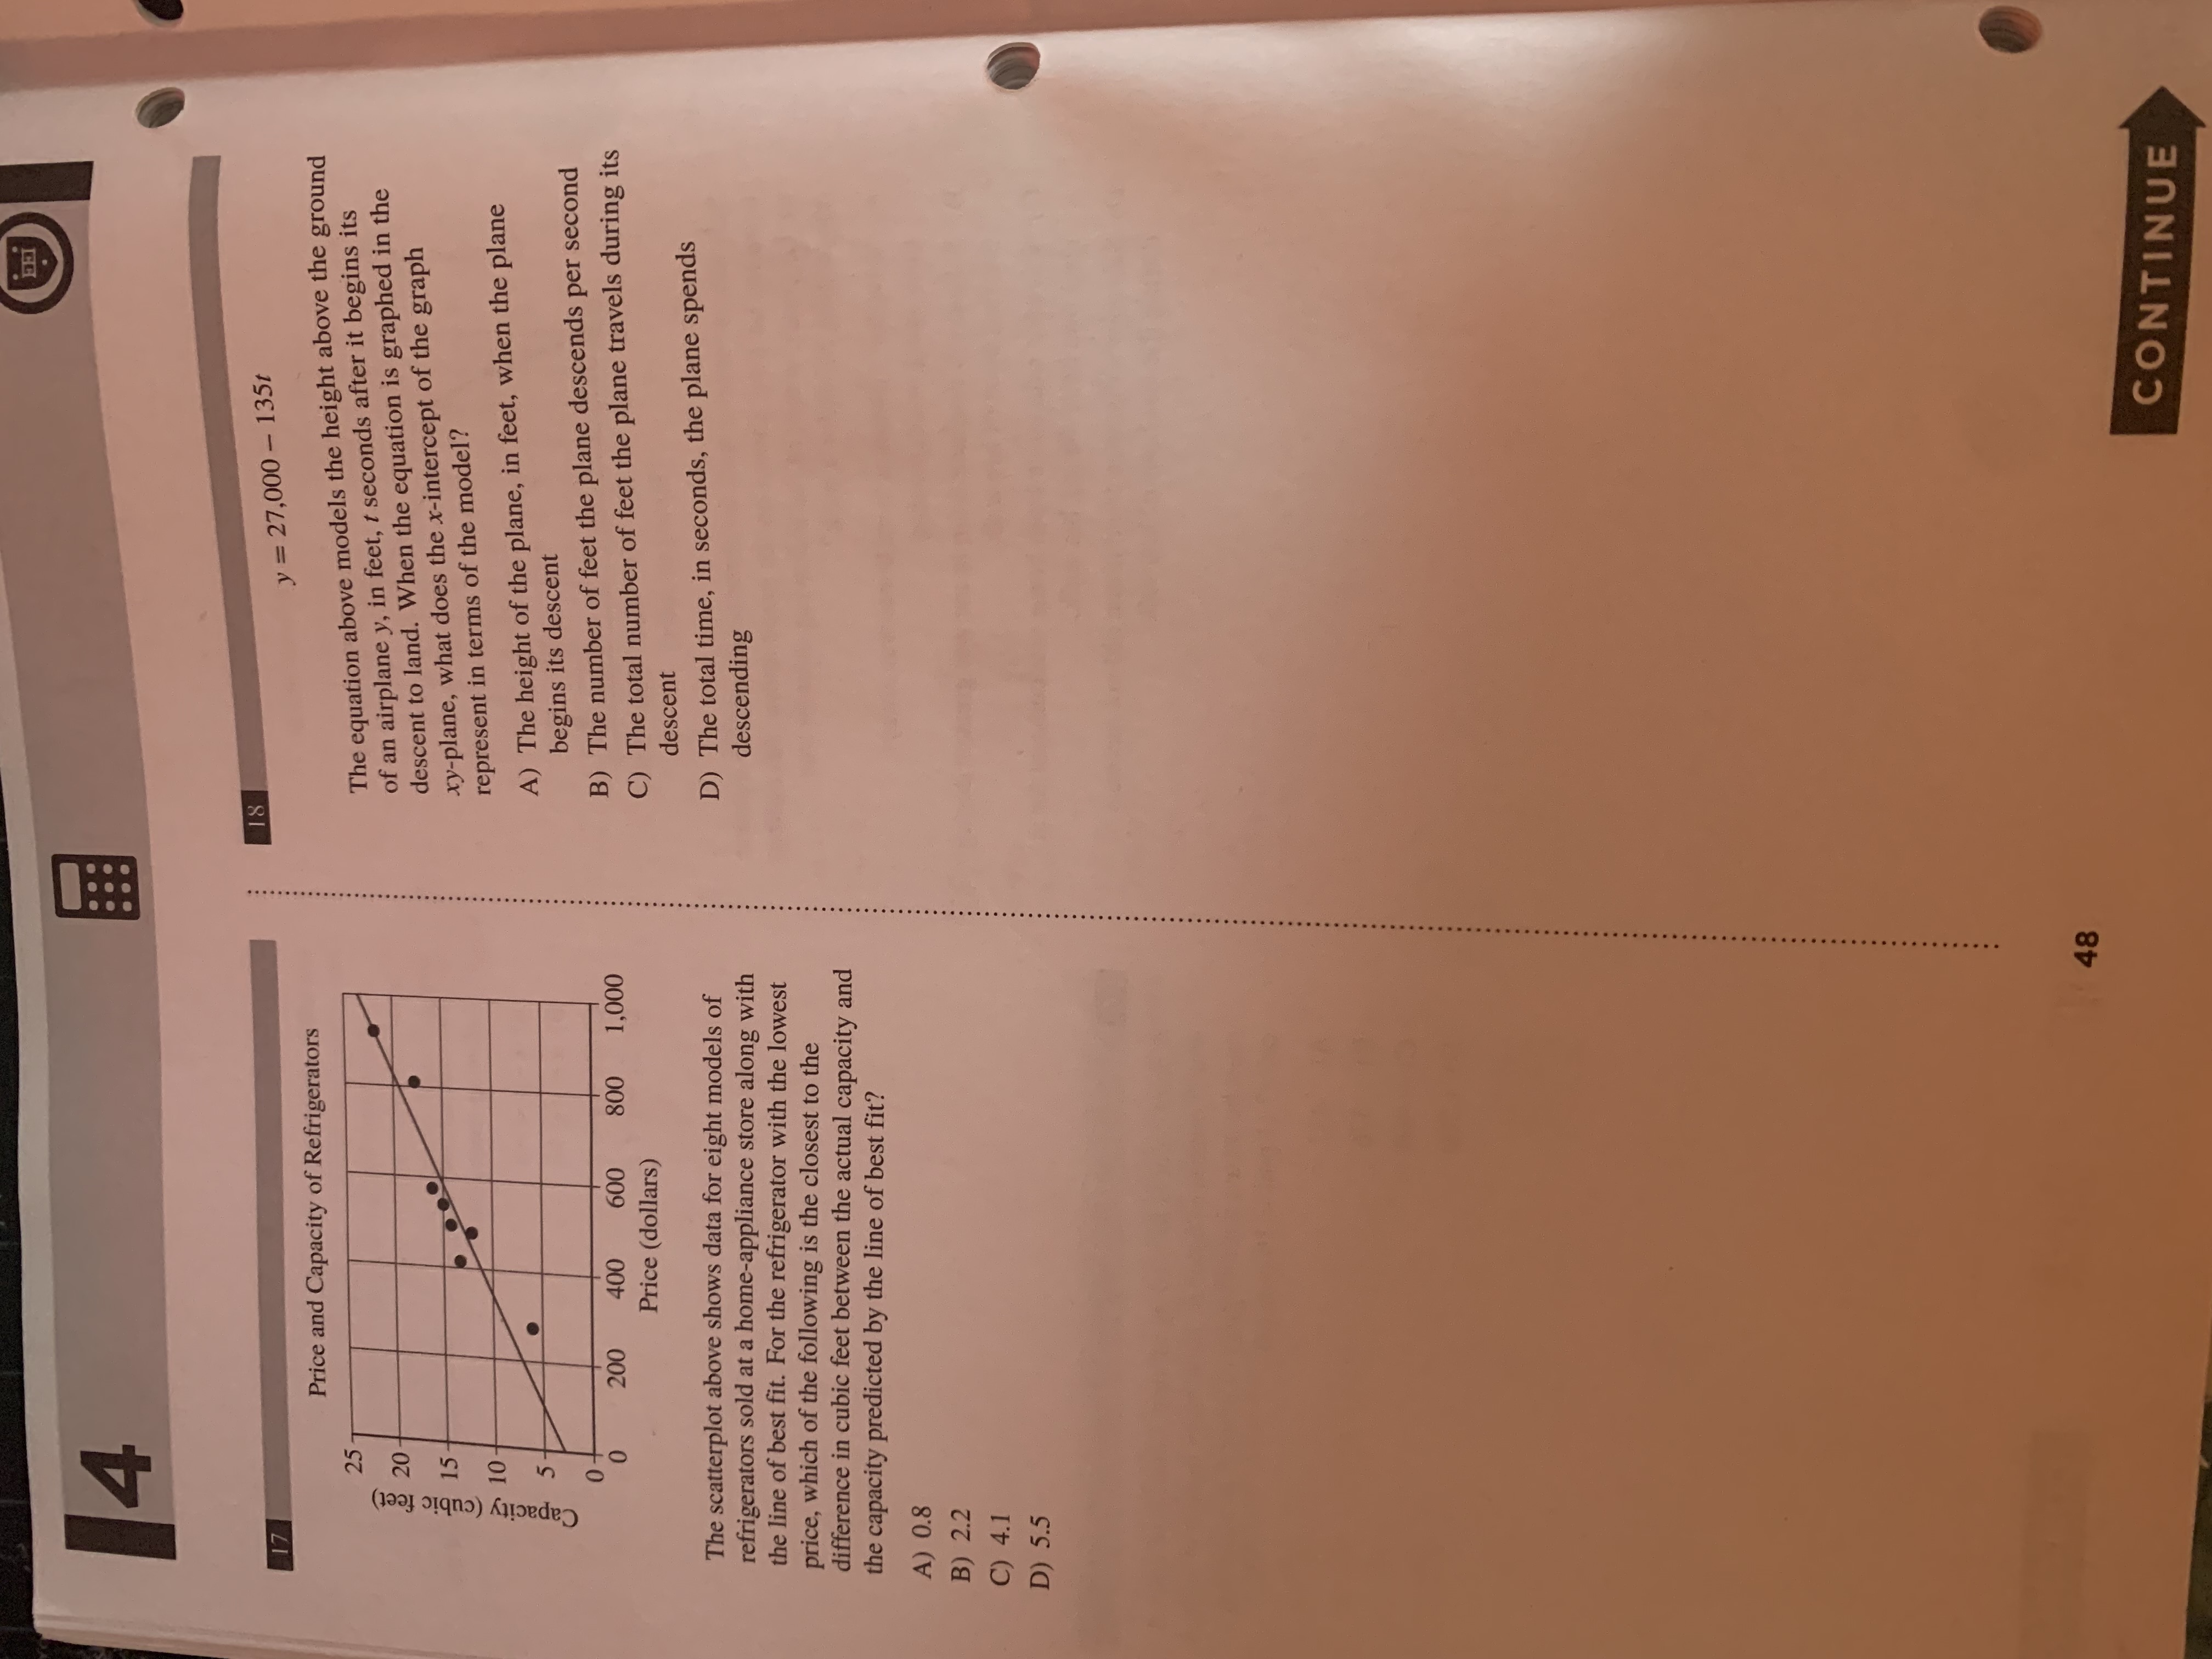 4
17
Price and Capacity of Refrigerators
Capacity (cubic feet)
25
20
15
10
5
0
0 200 400 600 800 1,000
Price (dollars)
The scatterplot above shows data for eight models of
refrigerators sold at a home-appliance store along with
the line of best fit. For the refrigerator with the lowest
price, which of the following is the closest to the
difference in cubic feet between the actual capacity and
the capacity predicted by the line of best fit?
A) 0.8
B) 2.2
C) 4.1
D) 5.5
18
y = 27,000 – 135t
The equation above models the height above the ground
of an airplane y, in feet, t seconds after it begins its
descent to land. When the equation is graphed in the
xy-plane, what does the x-intercept of the graph
represent in terms of the model?
A) The height of the plane, in feet, when the plane
begins its descent
B) The number of feet the plane descends per second
C) The total number of feet the plane travels during its
descent
D) The total time, in seconds, the plane spends
descending
48
CONTINUE